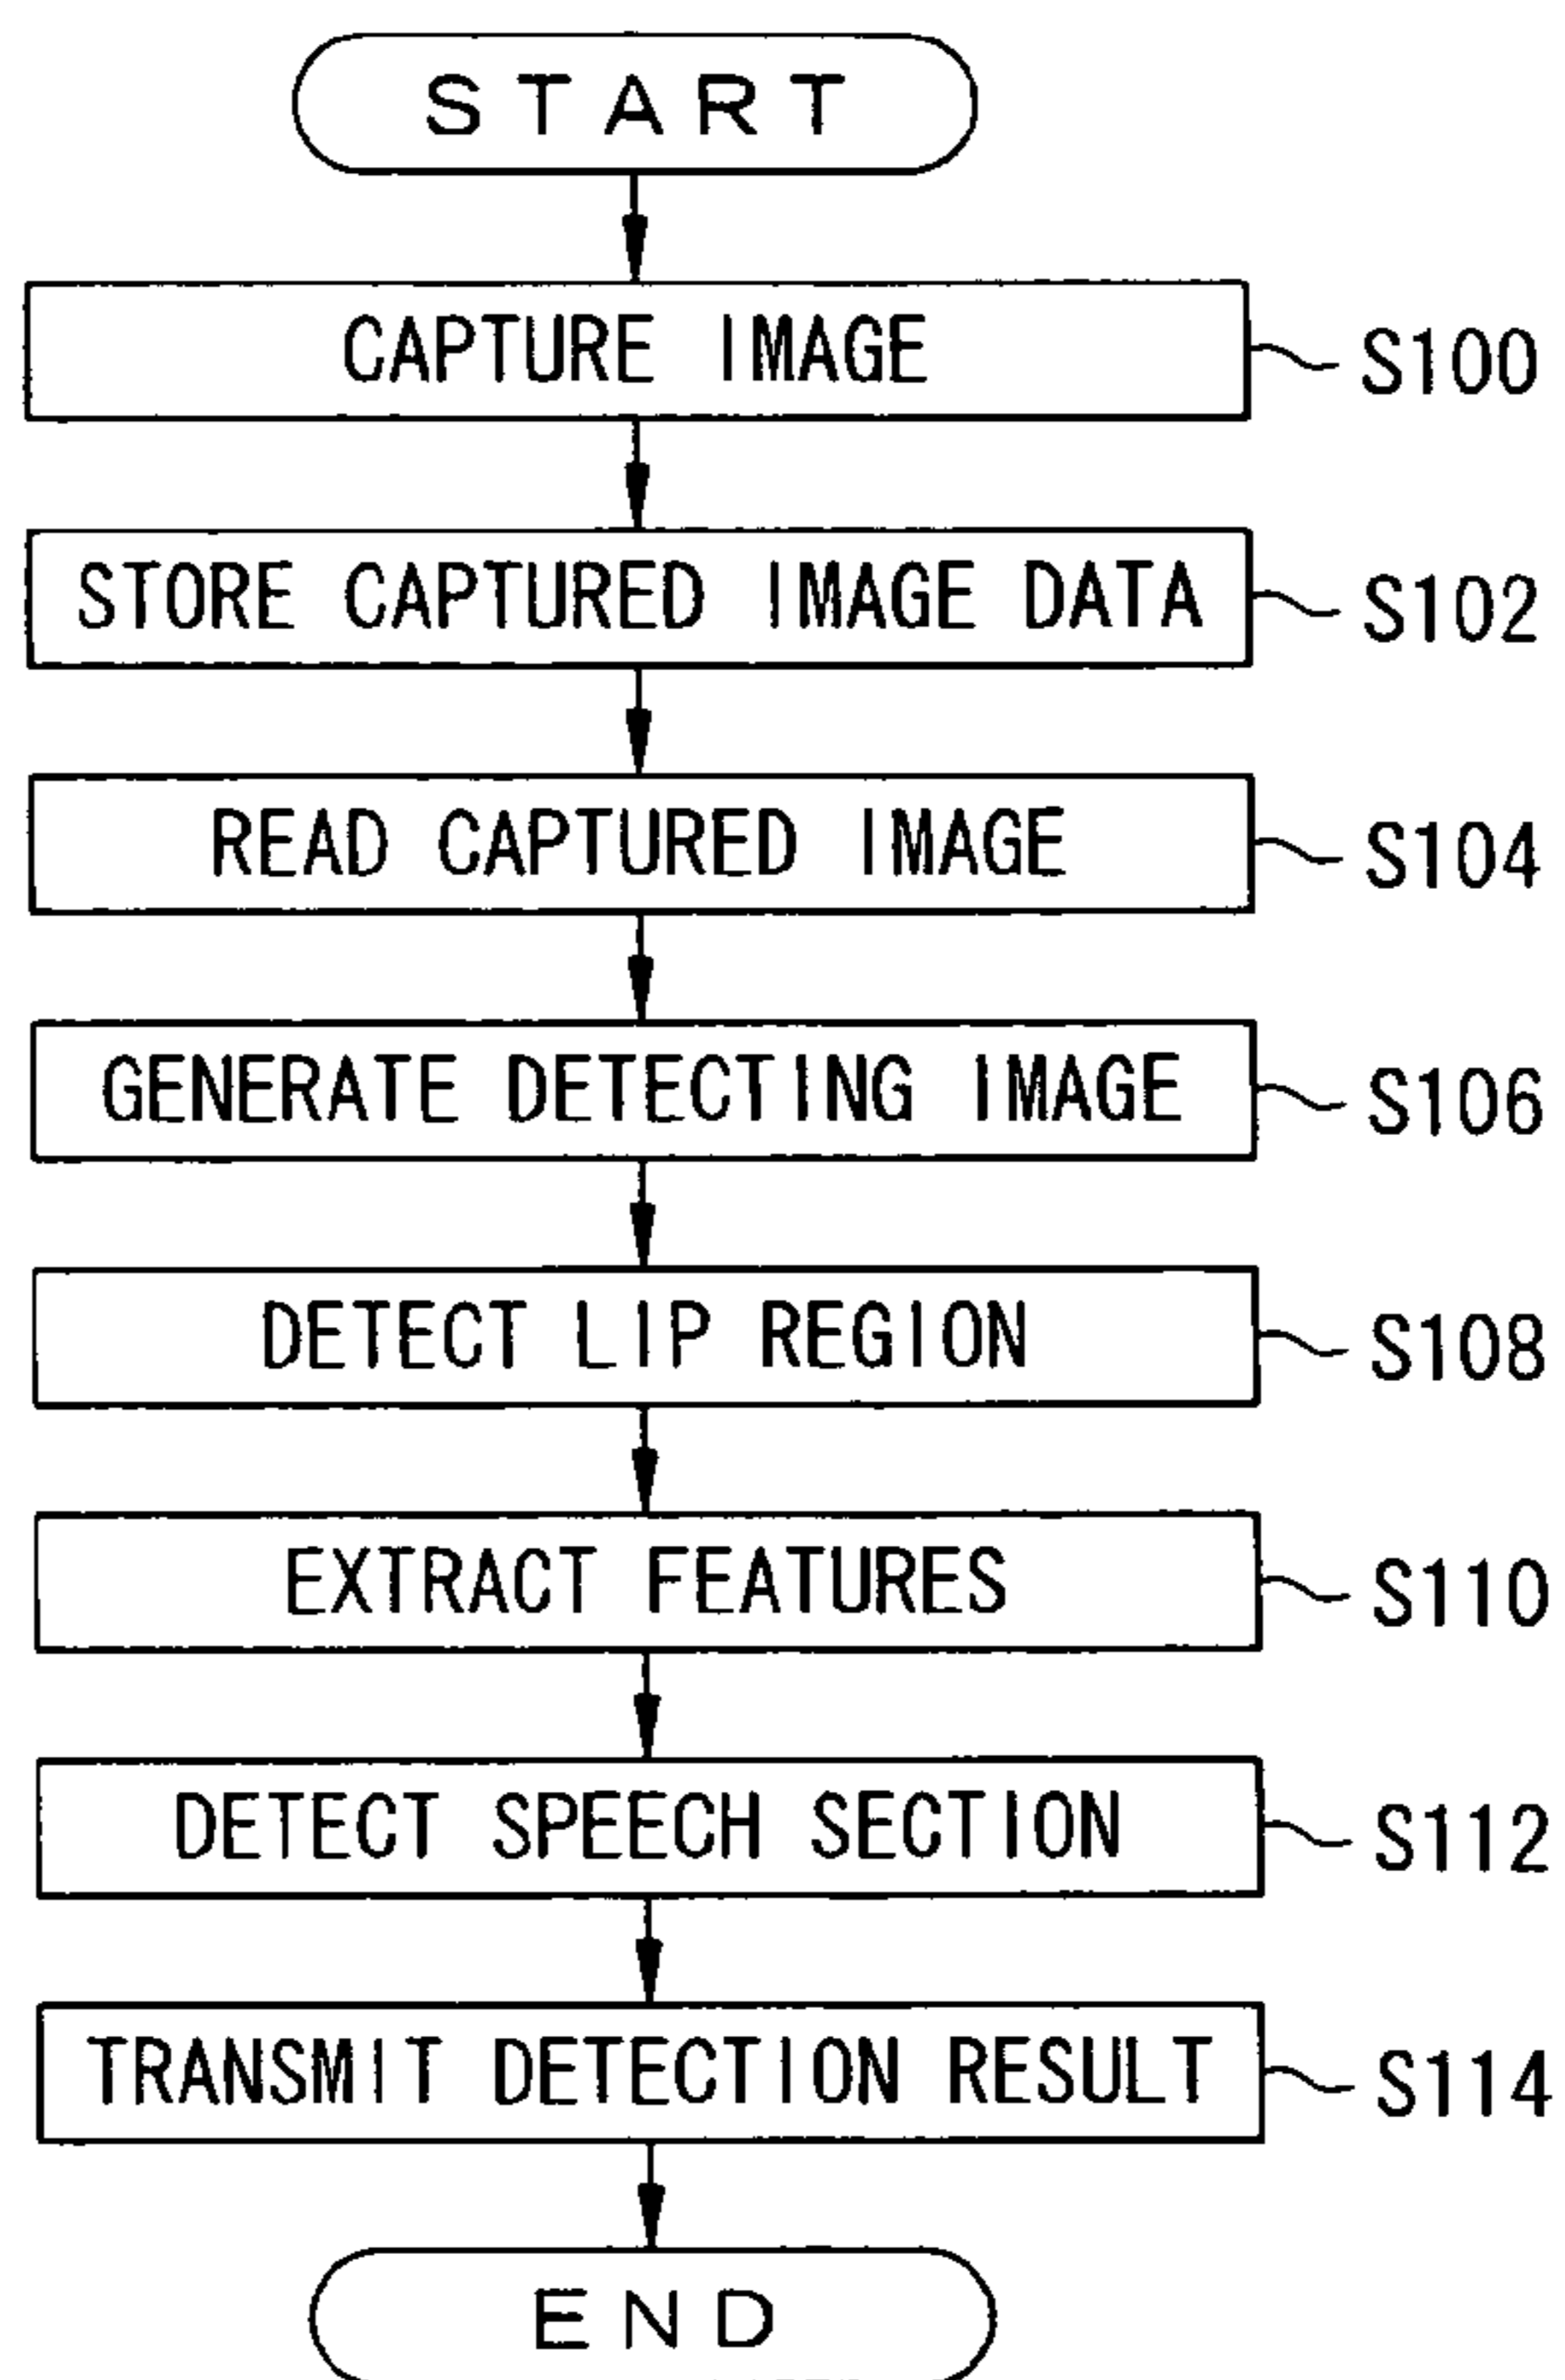 START
CAPTURE IMAGE S100
STORE CAPTURED IMAGE DATA S102
READ CAPTURED IMAGE S104
GENERATE DETECTING IMAGE S106
DETECT LIP REGION S108
EXTRACT FEATURES S110
DETECT SPEECH SECTION S112
TRANSMIT DETECTION RESULT S114
END